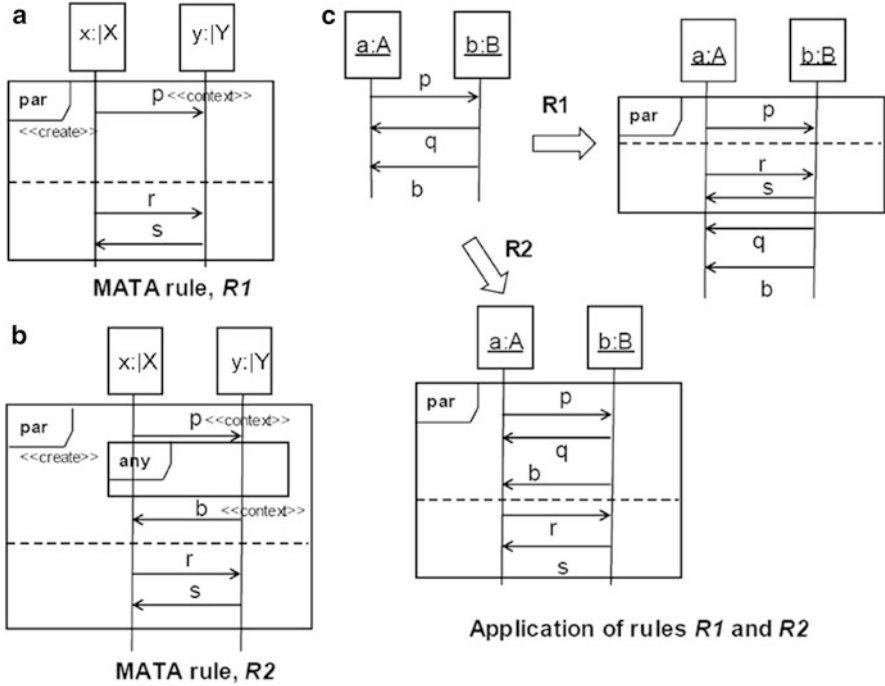 a
x:|X y:|Y
par
p <<context>>
<<create>>
r
s
MATA rule, R1
b
x:|X y:|Y
par
p <<context>>
<<create>>
any
b <<context>>
r
s
MATA rule, R2
c
a:A b:B
p
q
b
R1
a:A b:B
par
p
r
s
q
b
R2
a:A b:B
par
p
q
b
r
s
Application of rules R1 and R2